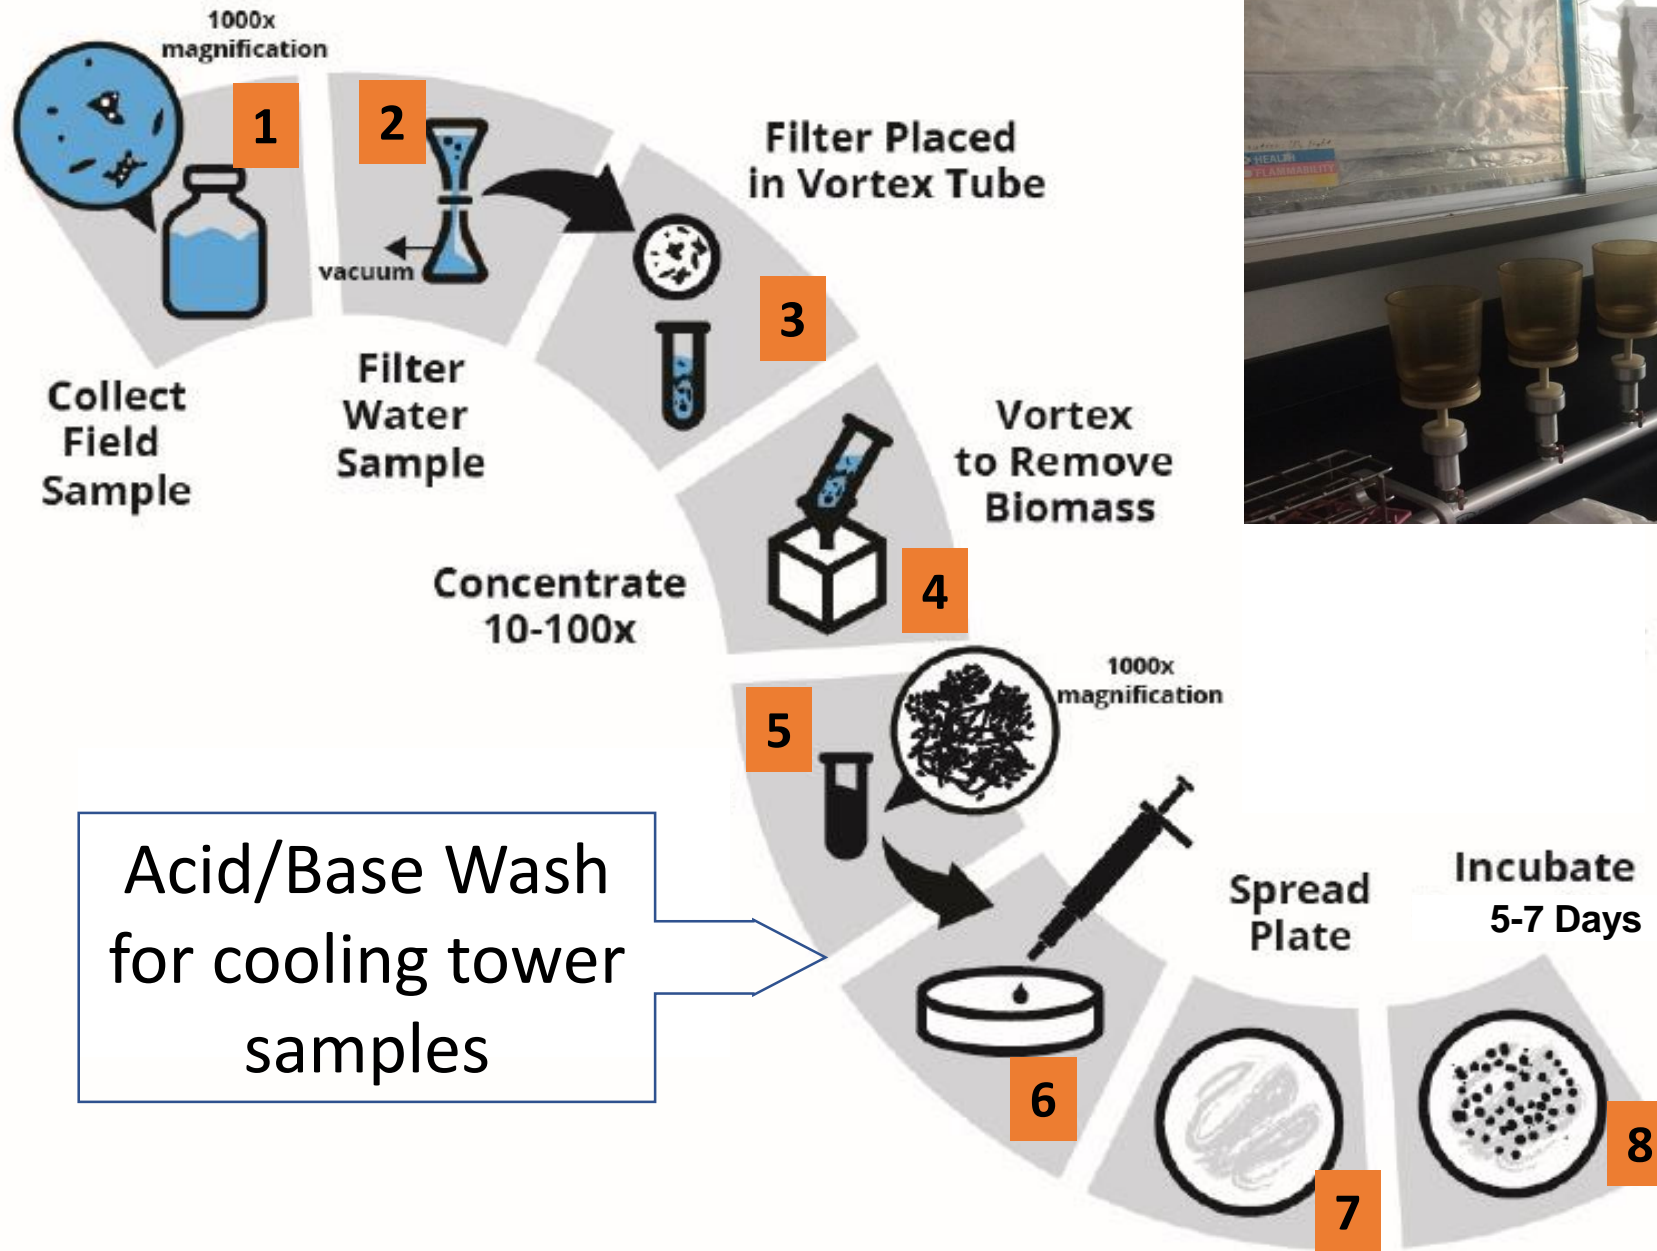 1000x
magnification
1
2
vacuum
Collect
Field
Sample
Filter
Water
Sample
Filter Placed
in Vortex Tube
3
HEALTH
FLAMMABILITY
Vortex
to Remove
Biomass
4
Concentrate
10-100x
5
1000x
magnification
Acid/Base Wash
for cooling tower
samples
6
Spread
Plate
7
Incubate
5-7 Days
8